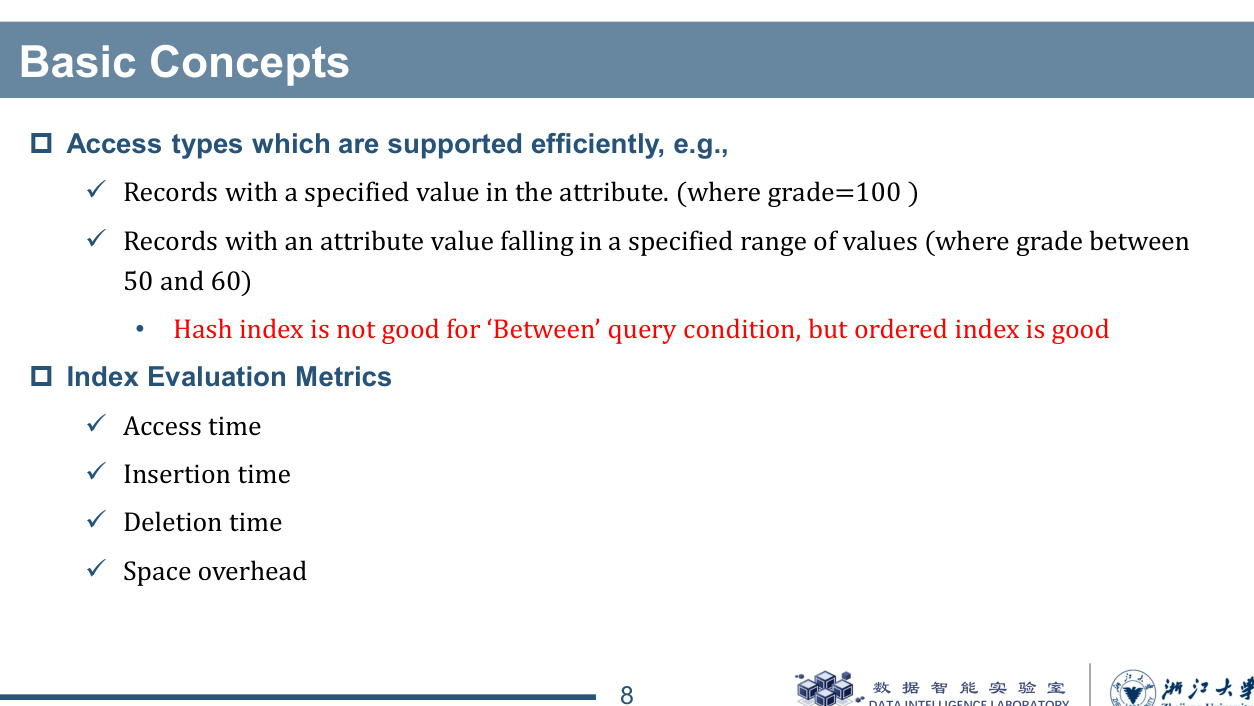 Basic Concepts
Access types which are supported efficiently, e.g.,
Records with a specified value in the attribute. (where grade=100 )
Records with an attribute value falling in a specified range of values (where grade between
50 and 60)
Hash index is not good for ‘Between’ query condition, but ordered index is good
Index Evaluation Metrics
Access time
Insertion time
Deletion time
Space overhead
8
数据智能实验室
DATA INTELLIGENCE LABORATORY
浙江大学